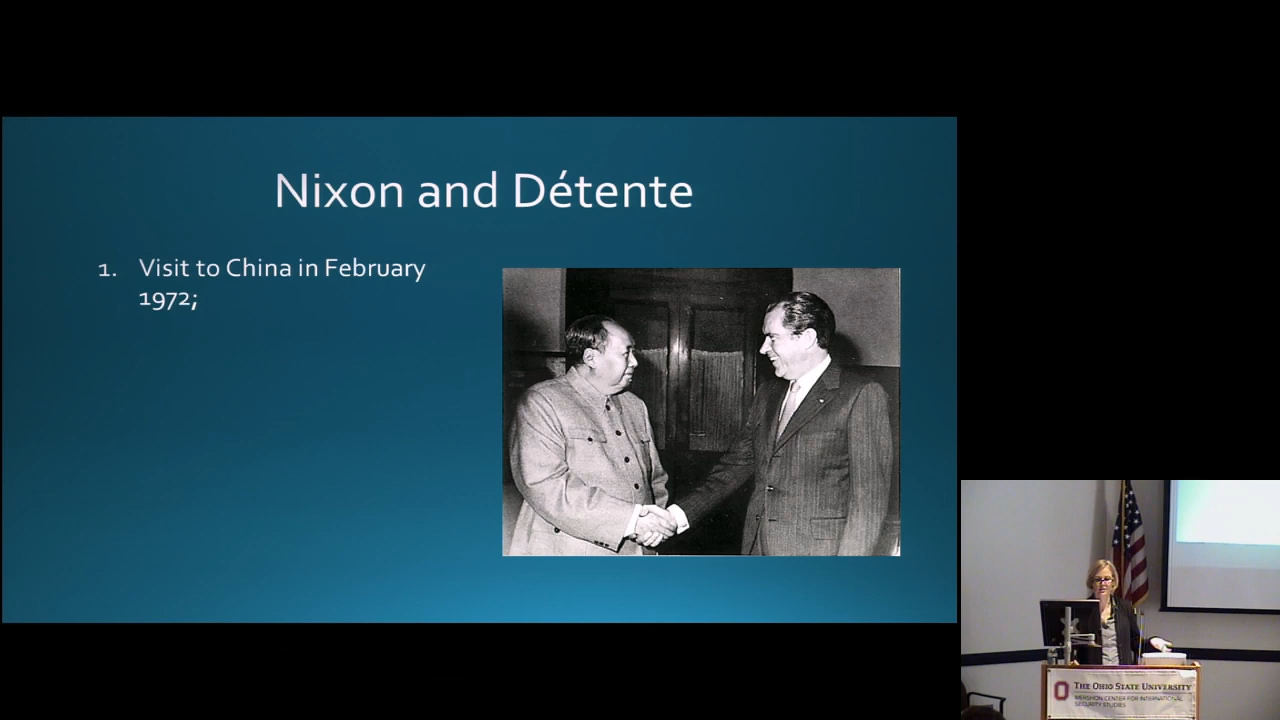 Nixon and Détente
1. Visit to China in February
1972;
THE OHIO STATE UNIVERSITY
MERSHON CENTER FOR INTERNATIONAL
SECURITY STUDIES